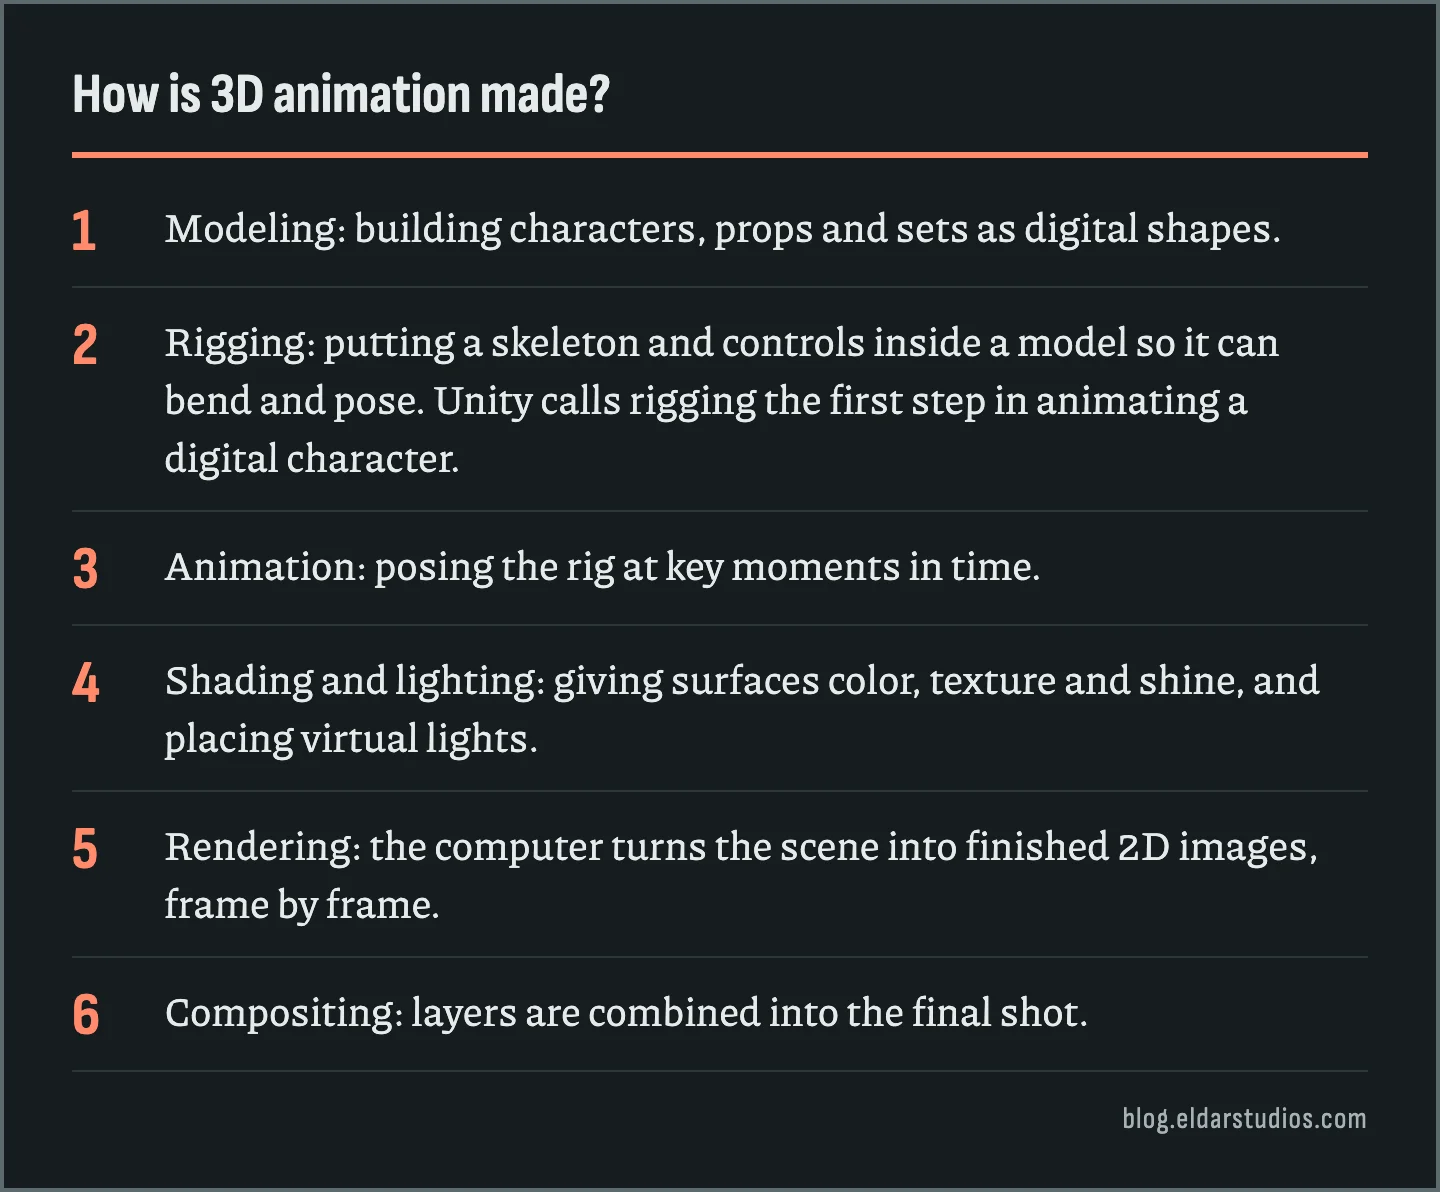 How is 3D animation made?
1 Modeling: building characters, props and sets as digital shapes.
2 Rigging: putting a skeleton and controls inside a model so it can
bend and pose. Unity calls rigging the first step in animating a
digital character.
3 Animation: posing the rig at key moments in time.
4 Shading and lighting: giving surfaces color, texture and shine, and
placing virtual lights.
5 Rendering: the computer turns the scene into finished 2D images,
frame by frame.
6 Compositing: layers are combined into the final shot.
blog.eldarstudios.com